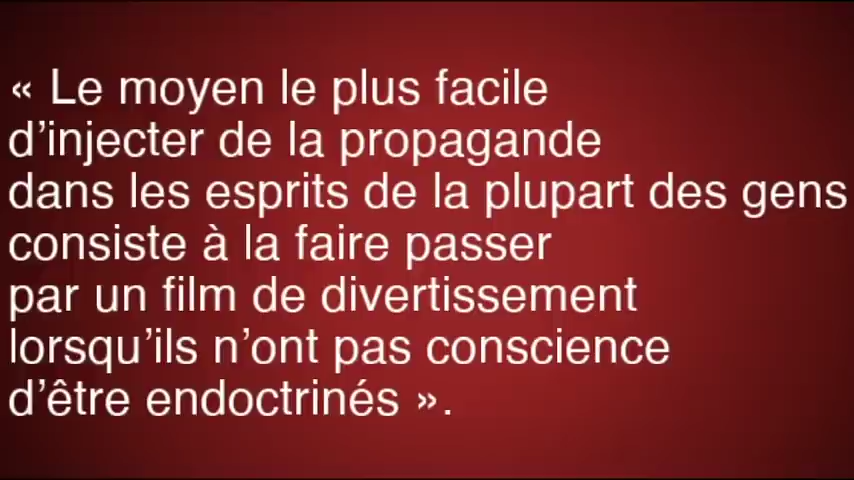 « Le moyen le plus facile
d’injecter de la propagande
dans les esprits de la plupart des gens
consiste à la faire passer
par un film de divertissement
lorsqu’ils n’ont pas conscience
d’être endoctrinés ».